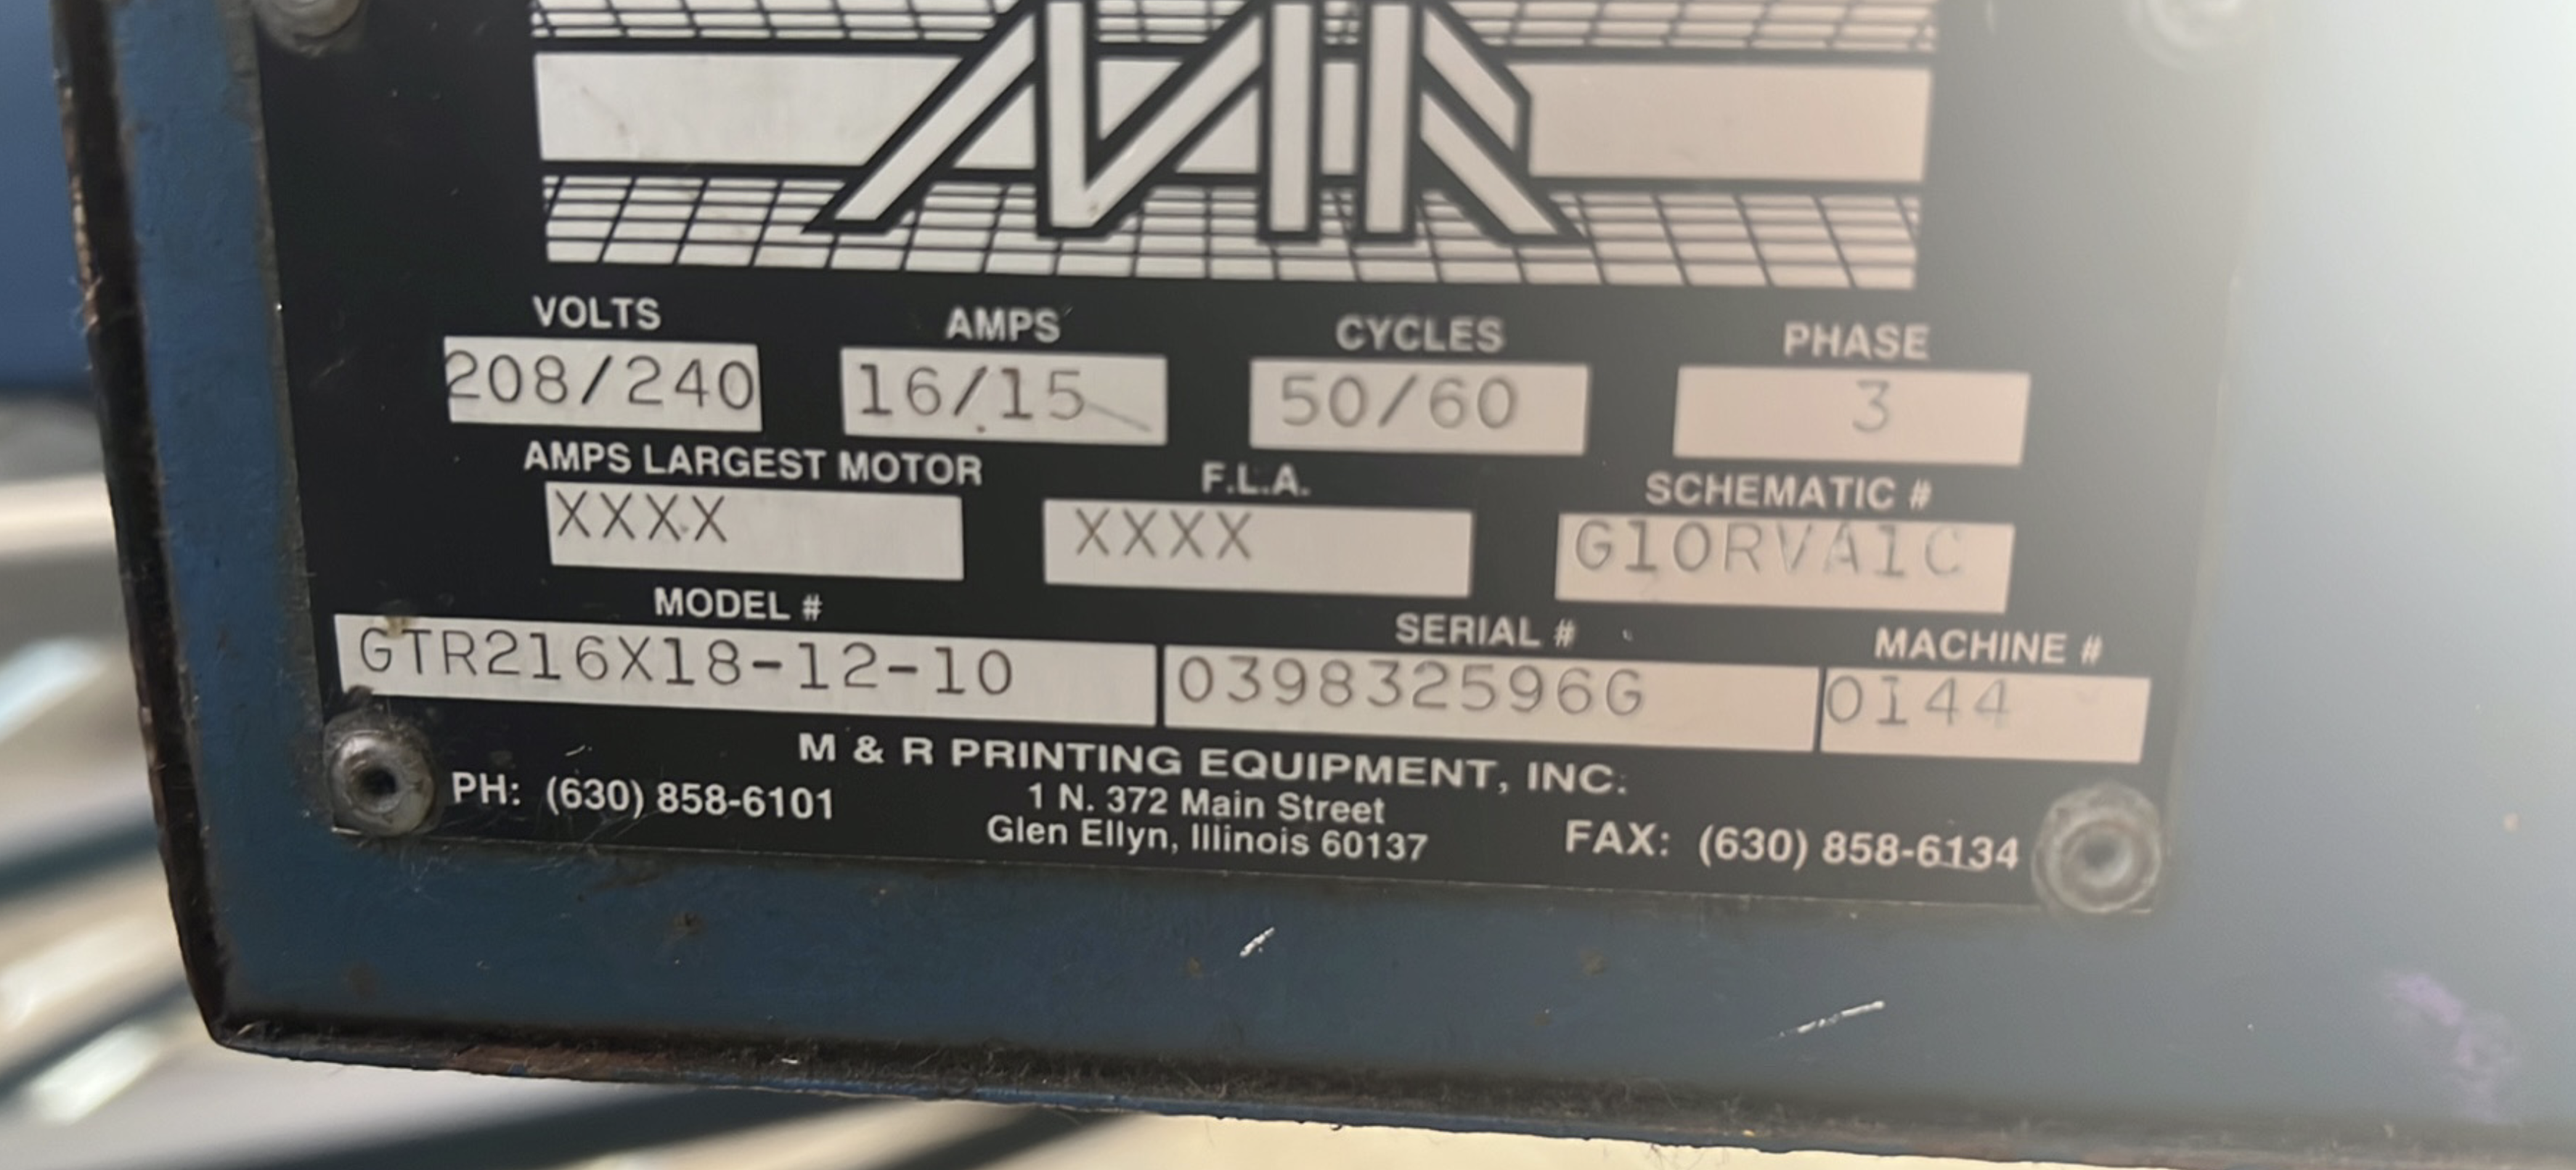 MR
VOLTS AMPS CYCLES PHASE
208/240 16/15 50/60 3
AMPS LARGEST MOTOR F.L.A. SCHEMATIC #
XXXX XXXX G10RVA1C
MODEL # SERIAL # MACHINE #
GTR216X18-12-10 039832596G 0144
M & R PRINTING EQUIPMENT, INC.
PH: (630) 858-6101 1 N. 372 Main Street
Glen Ellyn, Illinois 60137 FAX: (630) 858-6134